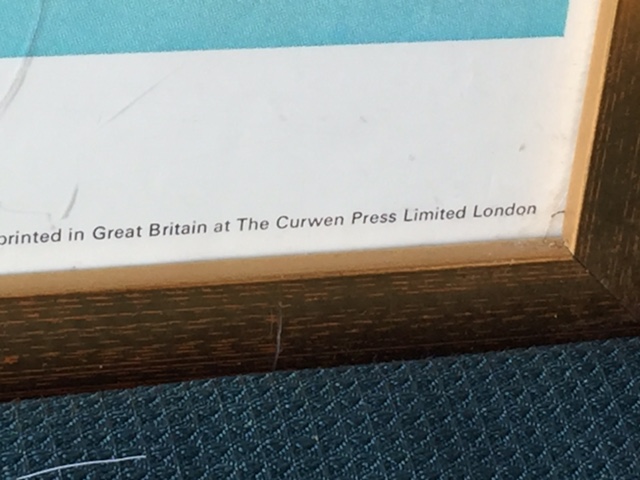 printed in Great Britain at The Curwen Press Limited London